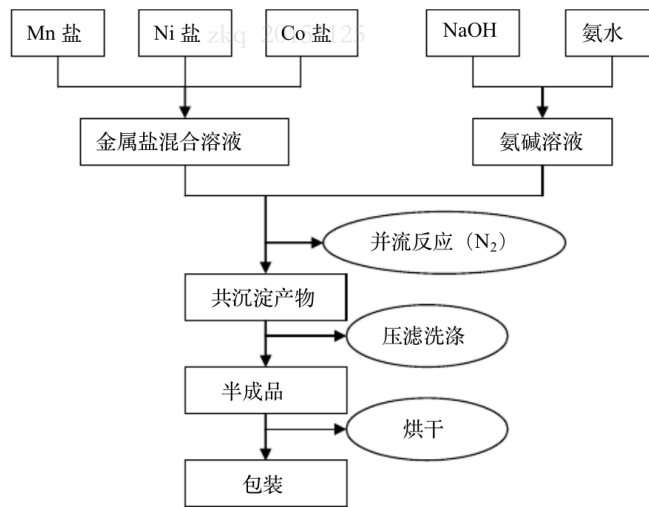 Mn 盐
Ni 盐
Co 盐
NaOH
氨水
金属盐混合溶液
氨碱溶液
并流反应（N₂）
共沉淀产物
压滤洗涤
半成品
烘干
包装